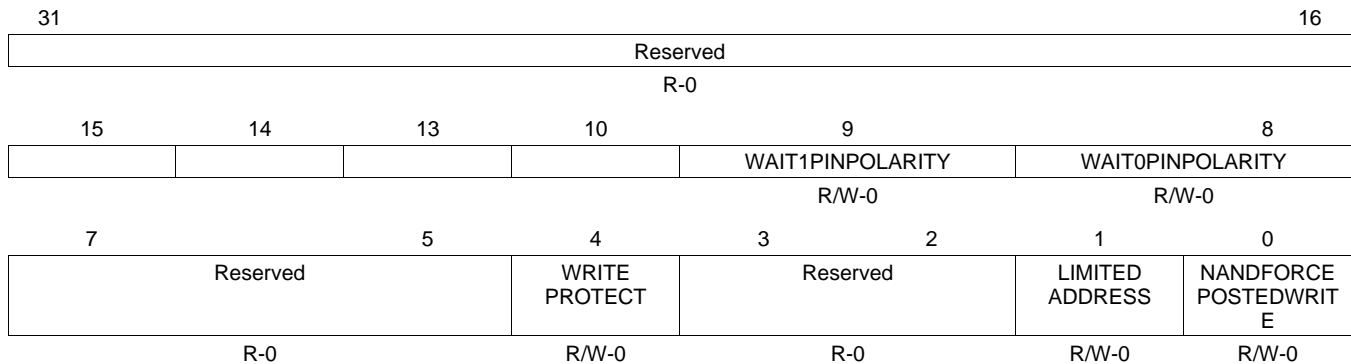 31 16
Reserved
R-0
15 14 13 10 9 8
WAIT1PINPOLARITY WAIT0PINPOLARITY
R/W-0 R/W-0
7 5 4 3 2 1 0
Reserved WRITE PROTECT Reserved LIMITED ADDRESS NANDFORCE POSTEDWRIT E
R-0 R/W-0 R-0 R/W-0 R/W-0